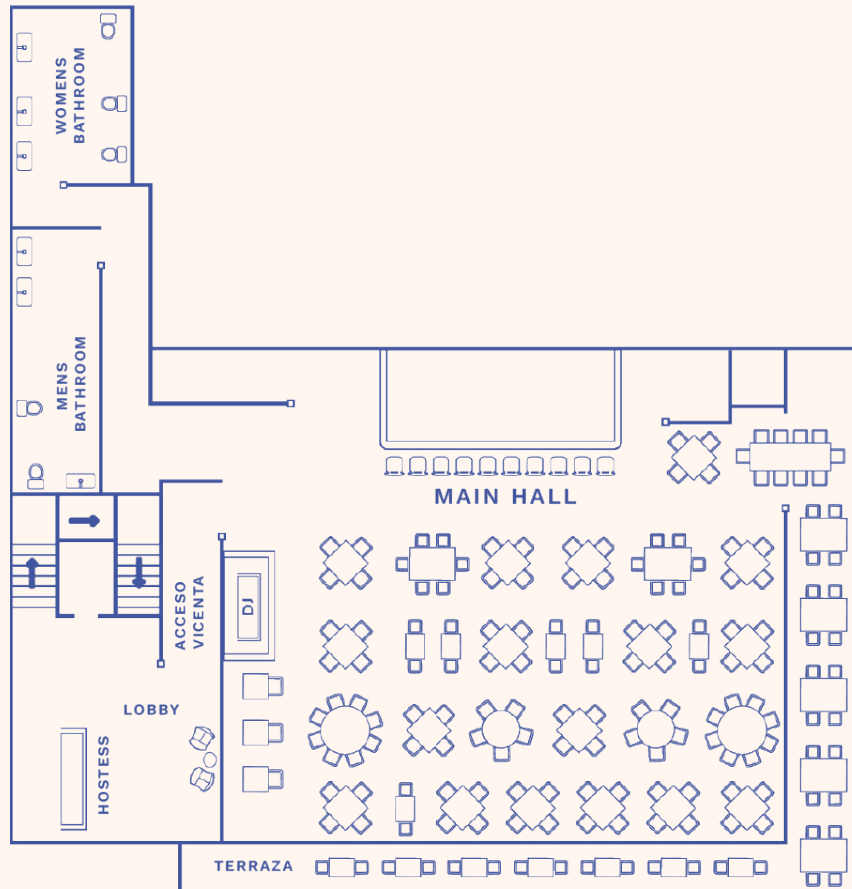 WOMENS
BATHROOM
MENS
BATHROOM
MAIN HALL
ACCESO
VICENTA
DJ
LOBBY
HOSTESS
TERRAZA